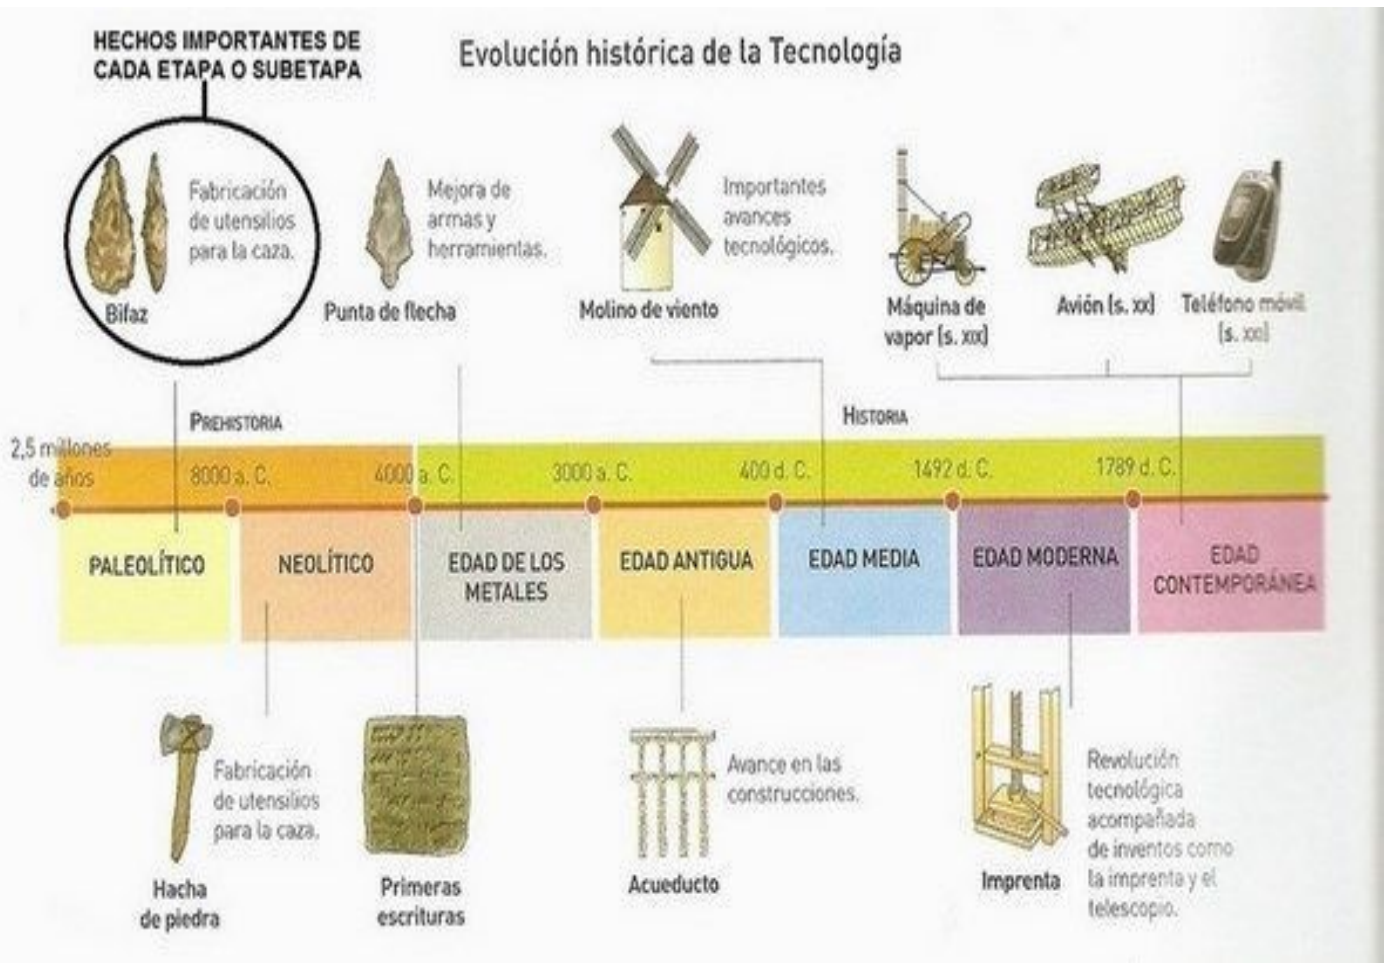 HECHOS IMPORTANTES DE
CADA ETAPA O SUBETAPA
Evolución histórica de la Tecnología
Fabricación
de utensilios
para la caza.
Bifaz
Mejora de
armas y
herramientas.
Punta de flecha
Importantes
avances
tecnológicos.
Molino de viento
Máquina de
vapor (s. XIX)
Avión (s. XX)
Teléfono móvil
(s. XXI)
PREHISTORIA
HISTORIA
2,5 millones
de años
8000 a. C.
4000 a. C.
3000 a. C.
400 d. C.
1492 d. C.
1789 d. C.
PALEOLÍTICO
NEOLÍTICO
EDAD DE LOS
METALES
EDAD ANTIGUA
EDAD MEDIA
EDAD MODERNA
EDAD
CONTEMPORÁNEA
Fabricación
de utensilios
para la caza.
Hacha
de piedra
Primeras
escrituras
Avance en las
construcciones.
Acueducto
Imprenta
Revolución
tecnológica
acompañada
de inventos como
la imprenta y el
telescopio.